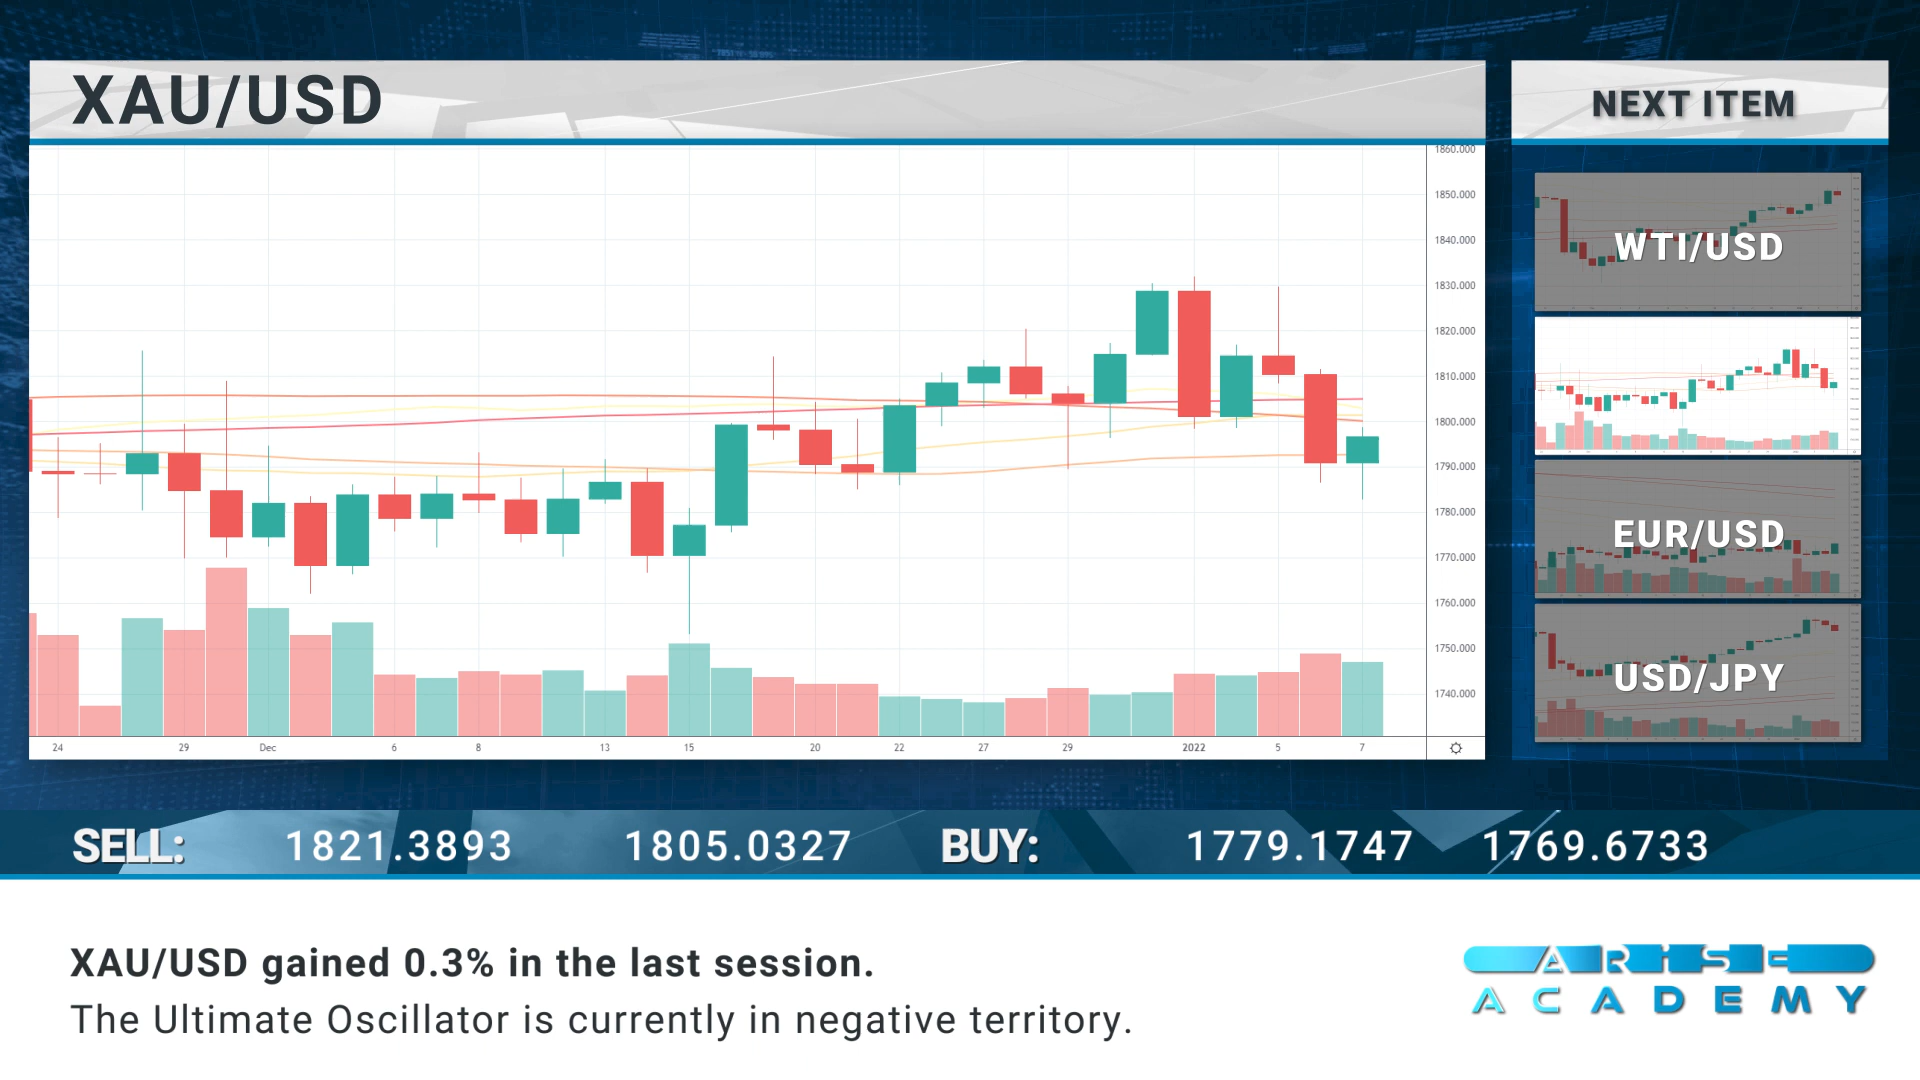 XAU/USD
NEXT ITEM
1860.000
1850.000
1840.000
1830.000
1820.000
1810.000
1800.000
1790.000
1780.000
1770.000
1760.000
1750.000
1740.000
24 29 Dec 6 8 13 15 20 22 27 29 2022 5 7
WTI/USD
EUR/USD
USD/JPY
SELL: 1821.3893 1805.0327 BUY: 1779.1747 1769.6733
XAU/USD gained 0.3% in the last session.
The Ultimate Oscillator is currently in negative territory.
ARISE
ACADEMY